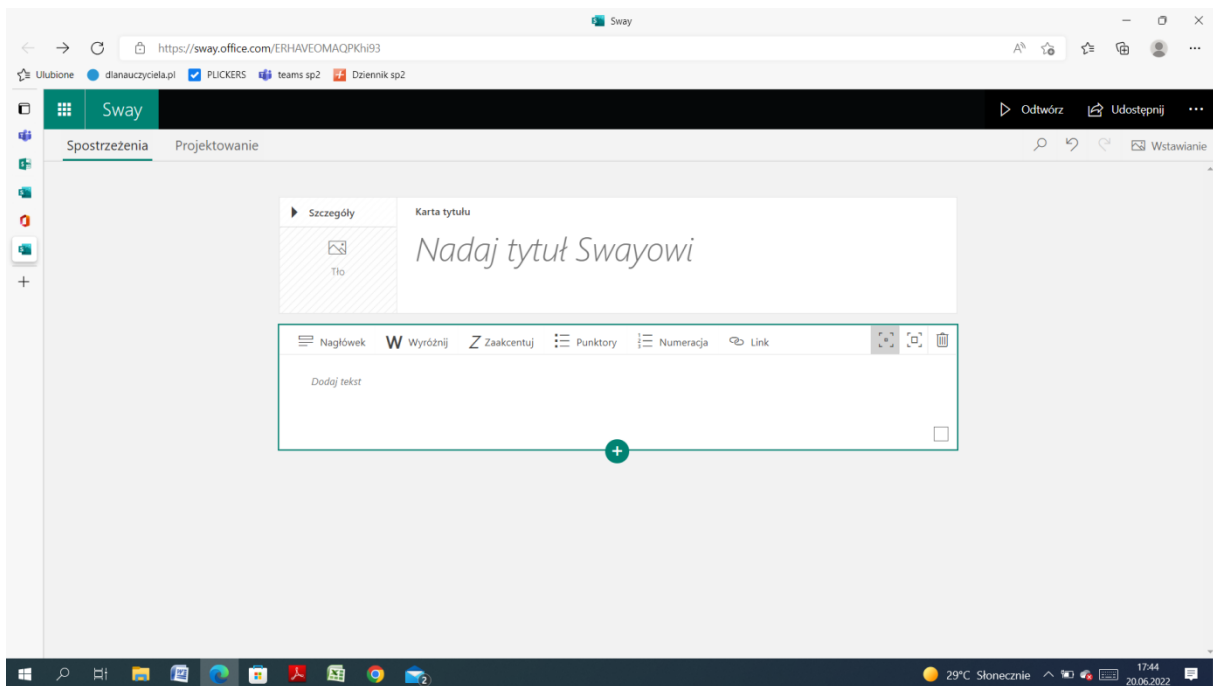 Sway
https://sway.office.com/ERHAVEOMAQPKhi93
Ulubione dlanauczyciela.pl PLICKERS teams sp2 Dziennik sp2
Sway Odtwórz Udostępnij
Spostrzeżenia Projektowanie Wstawianie
Szczegóły Karta tytułu
Nadaj tytuł Swayowi
Tło
Nagłówek W Wyróżnij Z Zaakcentuj Punktory Numeracja Link
Dodaj tekst
29°C Słonecznie 17:44
20.06.2022
2